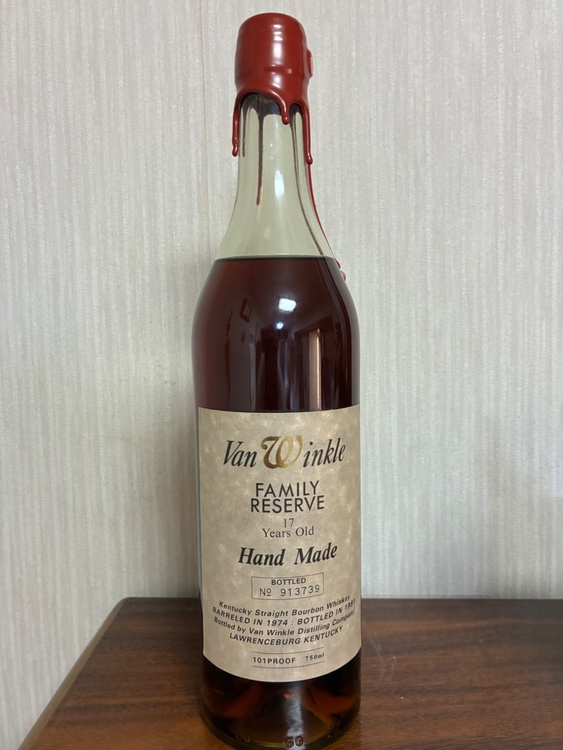 Van Winkle
FAMILY
RESERVE
17
Years Old
Hand Made
BOTTLED
Nº 913739
Kentucky Straight Bourbon Whiskey
BARRELED IN 1974 : BOTTLED IN 1991
Bottled by Van Winkle Distilling Company
LAWRENCEBURG KENTUCKY
101PROOF 750ml